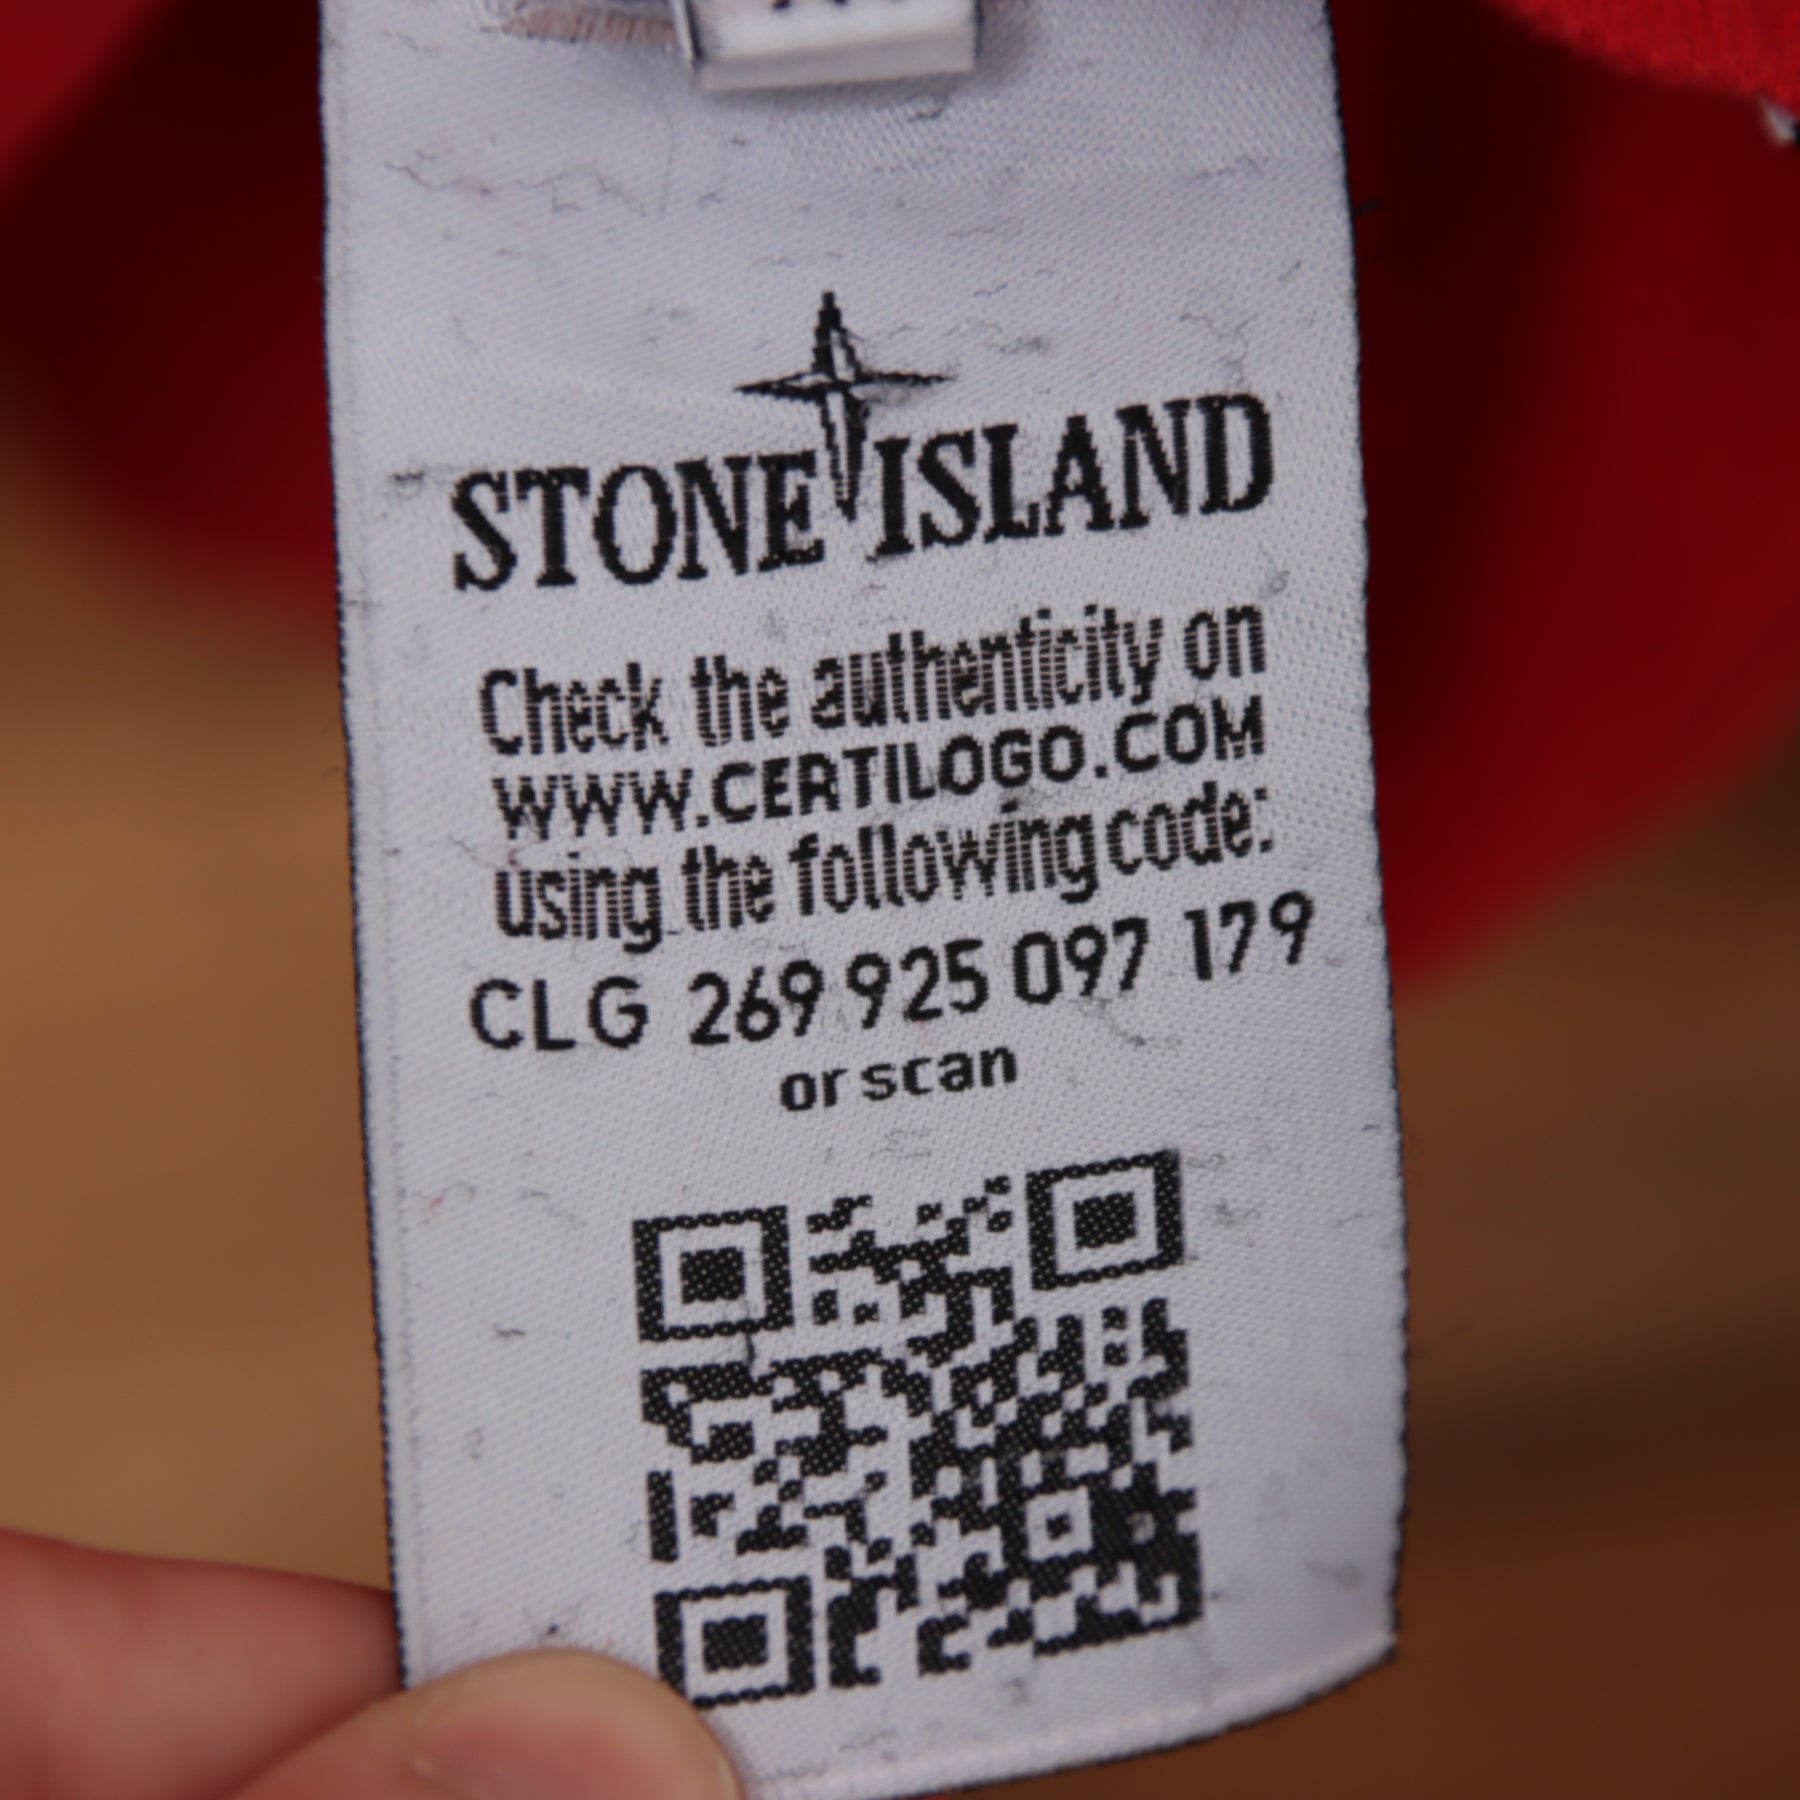 STONE ISLAND
Check the authenticity on
WWW.CERTILOGO.COM
using the following code:
CLG 269 925 097 179
or scan